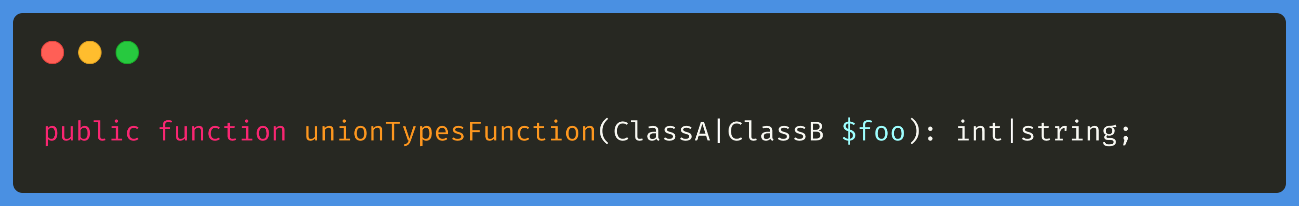 public function unionTypesFunction(ClassA|ClassB $foo): int|string;